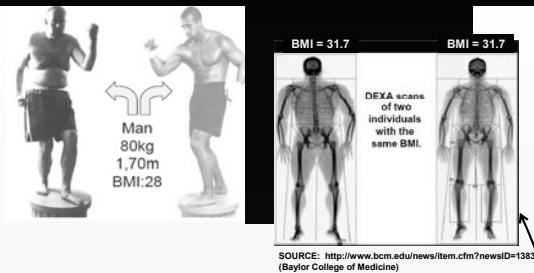 Man
80kg
1,70m
BMI:28
BMI = 31.7
BMI = 31.7
DEXA scans
of two
individuals
with the
same BMI.
SOURCE: http://www.bcm.edu/news/item.cfm?newsID=1383
(Baylor College of Medicine)